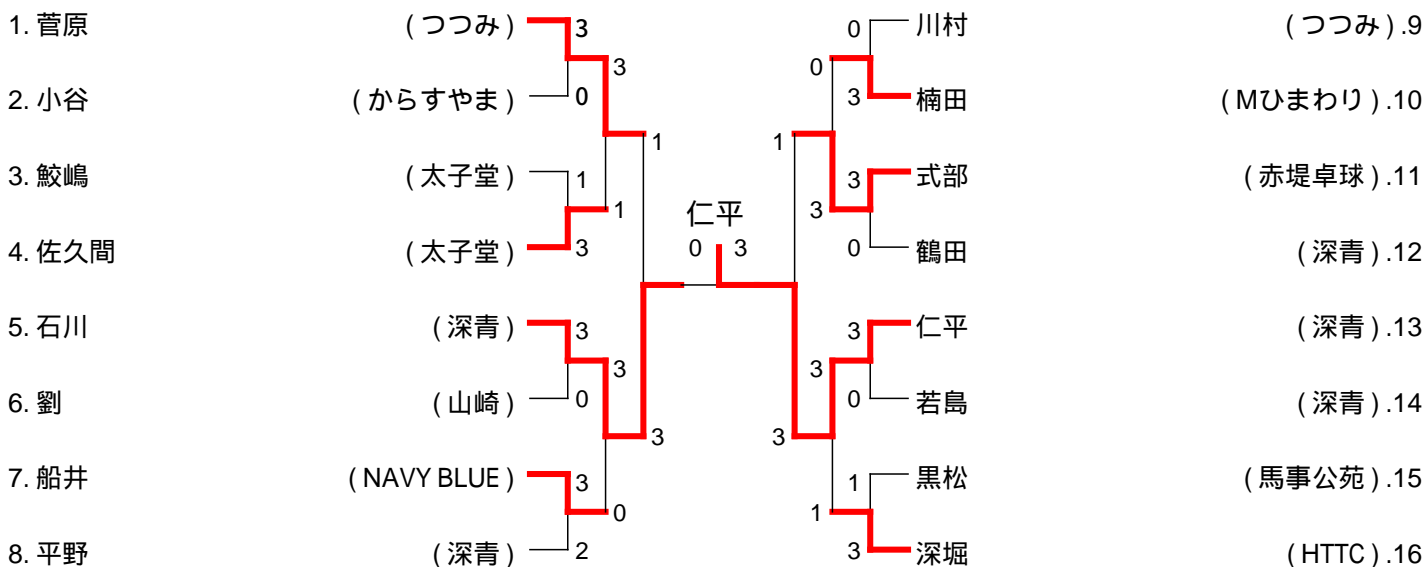 1. 菅原 ( つつみ ) 3 0 川村 ( つつみ ) .9
3 0
2. 小谷 ( からすやま ) 0 3 楠田 ( Mひまわり ) .10
1 1
3. 鮫嶋 ( 太子堂 ) 1 3 式部 ( 赤堤卓球 ) .11
1 仁平 3
4. 佐久間 ( 太子堂 ) 3 0 3 0 鶴田 ( 深青 ) .12
5. 石川 ( 深青 ) 3 3 仁平 ( 深青 ) .13
3 3
6. 劉 ( 山崎 ) 0 0 若島 ( 深青 ) .14
3 3
7. 船井 ( NAVY BLUE ) 3 1 黒松 ( 馬事公苑 ) .15
0 1
8. 平野 ( 深青 ) 2 3 深堀 ( HTTC ) .16